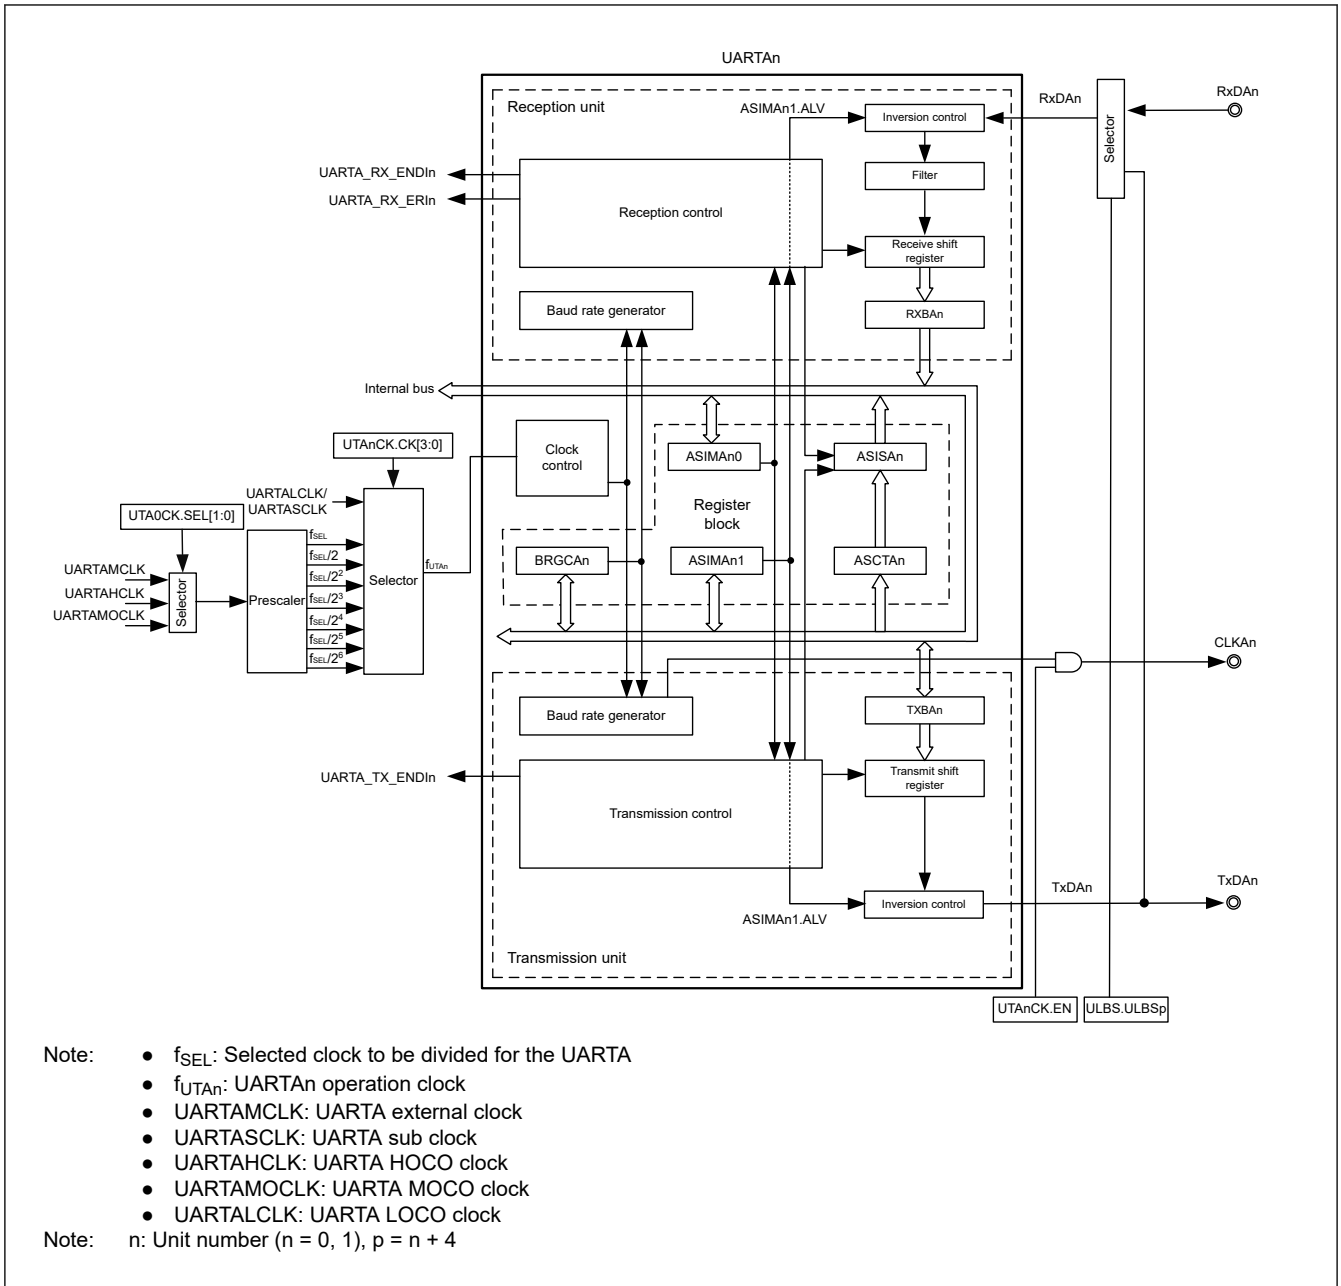 UARTAn
Reception unit
ASIMAn1.ALV
Inversion control
RxDAn
Selector
RxDAn
UARTA_RX_ENDIn
UARTA_RX_ERIn
Reception control
Filter
Receive shift
register
Baud rate generator
RXBAn
Internal bus
UTAnCK.CK[3:0]
Clock
control
ASIMAn0
ASISAn
UARTALCLK/
UARTASCLK
UTA0CK.SEL[1:0]
Register
block
fSEL
fSEL/2
fSEL/2²
fSEL/2³
fSEL/2⁴
fSEL/2⁵
fSEL/2⁶
Selector
fUTAn
BRGCAn
ASIMAn1
ASCTAn
UARTAMCLK
UARTAHCLK
UARTAMOCLK
Selector
Prescaler
CLKAn
Baud rate generator
TXBAn
UARTA_TX_ENDIn
Transmission control
Transmit shift
register
Inversion control
TxDAn
TxDAn
ASIMAn1.ALV
Transmission unit
UTAnCK.EN
ULBS.ULBSp
Note: • fSEL: Selected clock to be divided for the UARTA
• fUTAn: UARTAn operation clock
• UARTAMCLK: UARTA external clock
• UARTASCLK: UARTA sub clock
• UARTAHCLK: UARTA HOCO clock
• UARTAMOCLK: UARTA MOCO clock
• UARTALCLK: UARTA LOCO clock
Note: n: Unit number (n = 0, 1), p = n + 4